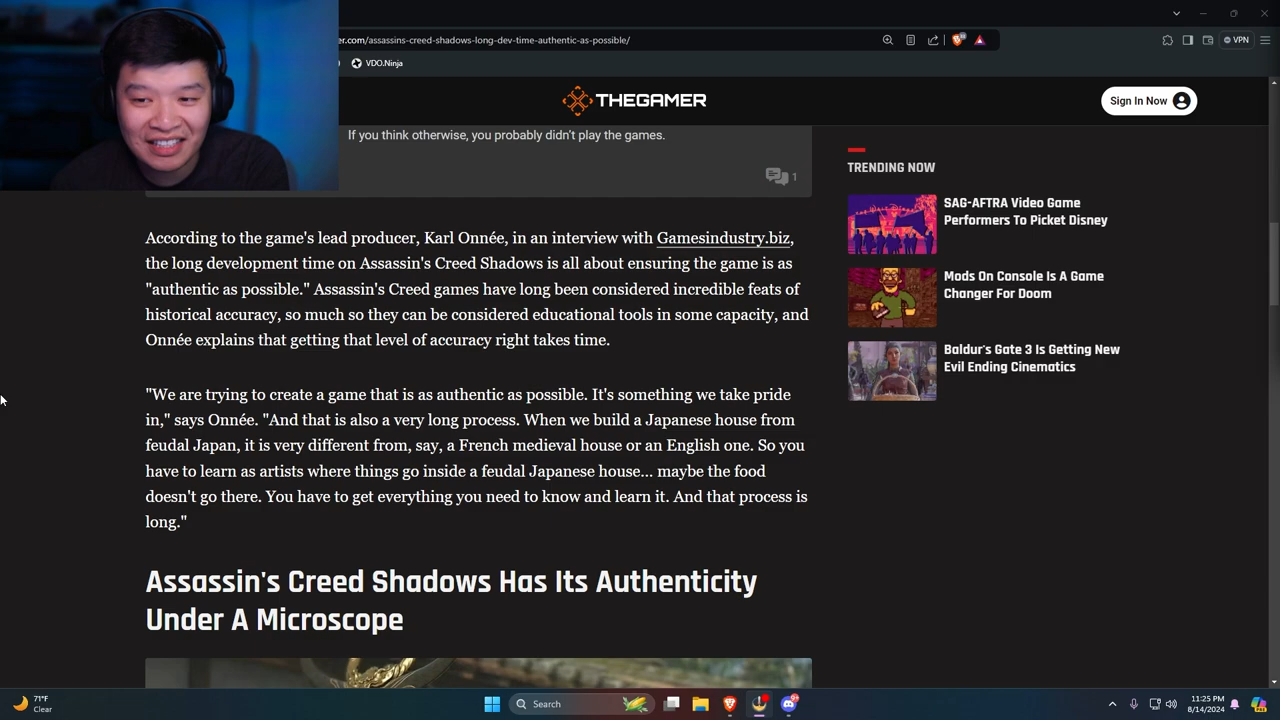 er.com/assassins-creed-shadows-long-dev-time-authentic-as-possible/
VPN
VDO.Ninja
THEGAMER
Sign In Now
If you think otherwise, you probably didn't play the games.
1
According to the game's lead producer, Karl Onnée, in an interview with Gamesindustry.biz,
the long development time on Assassin's Creed Shadows is all about ensuring the game is as
"authentic as possible." Assassin's Creed games have long been considered incredible feats of
historical accuracy, so much so they can be considered educational tools in some capacity, and
Onnée explains that getting that level of accuracy right takes time.
"We are trying to create a game that is as authentic as possible. It's something we take pride
in," says Onnée. "And that is also a very long process. When we build a Japanese house from
feudal Japan, it is very different from, say, a French medieval house or an English one. So you
have to learn as artists where things go inside a feudal Japanese house... maybe the food
doesn't go there. You have to get everything you need to know and learn it. And that process is
long."
Assassin's Creed Shadows Has Its Authenticity
Under A Microscope
TRENDING NOW
SAG-AFTRA Video Game
Performers To Picket Disney
Mods On Console Is A Game
Changer For Doom
Baldur's Gate 3 Is Getting New
Evil Ending Cinematics
71°F
Clear
Search
11:25 PM
8/14/2024